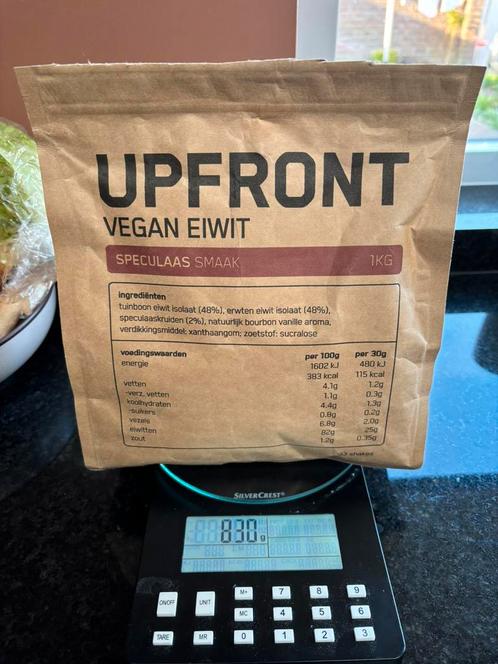 UPFRONT
VEGAN EIWIT
SPECULAAS SMAAK 1KG
ingrediënten
tuinboon eiwit isolaat (48%), erwten eiwit isolaat (48%),
speculaaskruiden (2%), natuurlijk bourbon vanille aroma,
verdikkingsmiddel: xanthaangom; zoetstof: sucralose
voedingswaarden per 100g per 30g
energie 1602 kJ 480 kJ
383 kcal 115 kcal
vetten 4.1g 1.2g
-verz. vetten 1.1g 0.3g
koolhydraten 4.4g 1.3g
-suikers 0.8g 0.2g
vezels 6.8g 2.0g
eiwitten 82g 25g
zout 1.2g 0.35g
shakes
SILVERCREST®
830 g
ON/OFF UNIT M+ 7 8 9
MC 4 5 6
TARE MR 0 1 2 3